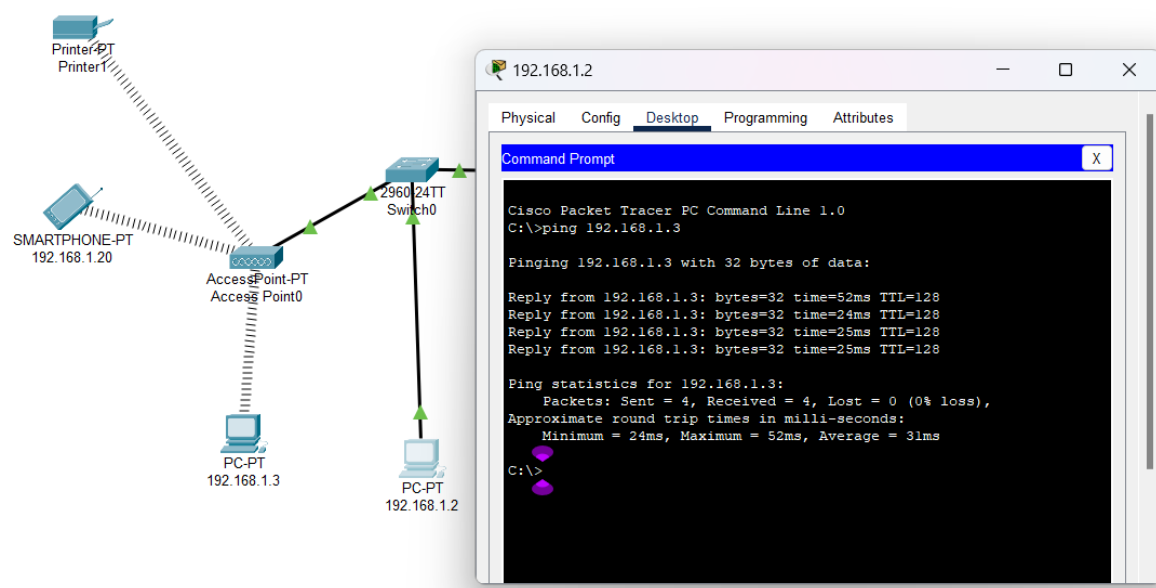 Printer-PT
Printer1
SMARTPHONE-PT
192.168.1.20
AccessPoint-PT
Access Point0
2960-24TT
Switch0
PC-PT
192.168.1.3
PC-PT
192.168.1.2
192.168.1.2
Physical Config Desktop Programming Attributes
Command Prompt
X
Cisco Packet Tracer PC Command Line 1.0
C:\>ping 192.168.1.3
Pinging 192.168.1.3 with 32 bytes of data:
Reply from 192.168.1.3: bytes=32 time=52ms TTL=128
Reply from 192.168.1.3: bytes=32 time=24ms TTL=128
Reply from 192.168.1.3: bytes=32 time=25ms TTL=128
Reply from 192.168.1.3: bytes=32 time=25ms TTL=128
Ping statistics for 192.168.1.3:
Packets: Sent = 4, Received = 4, Lost = 0 (0% loss),
Approximate round trip times in milli-seconds:
Minimum = 24ms, Maximum = 52ms, Average = 31ms
C:\>